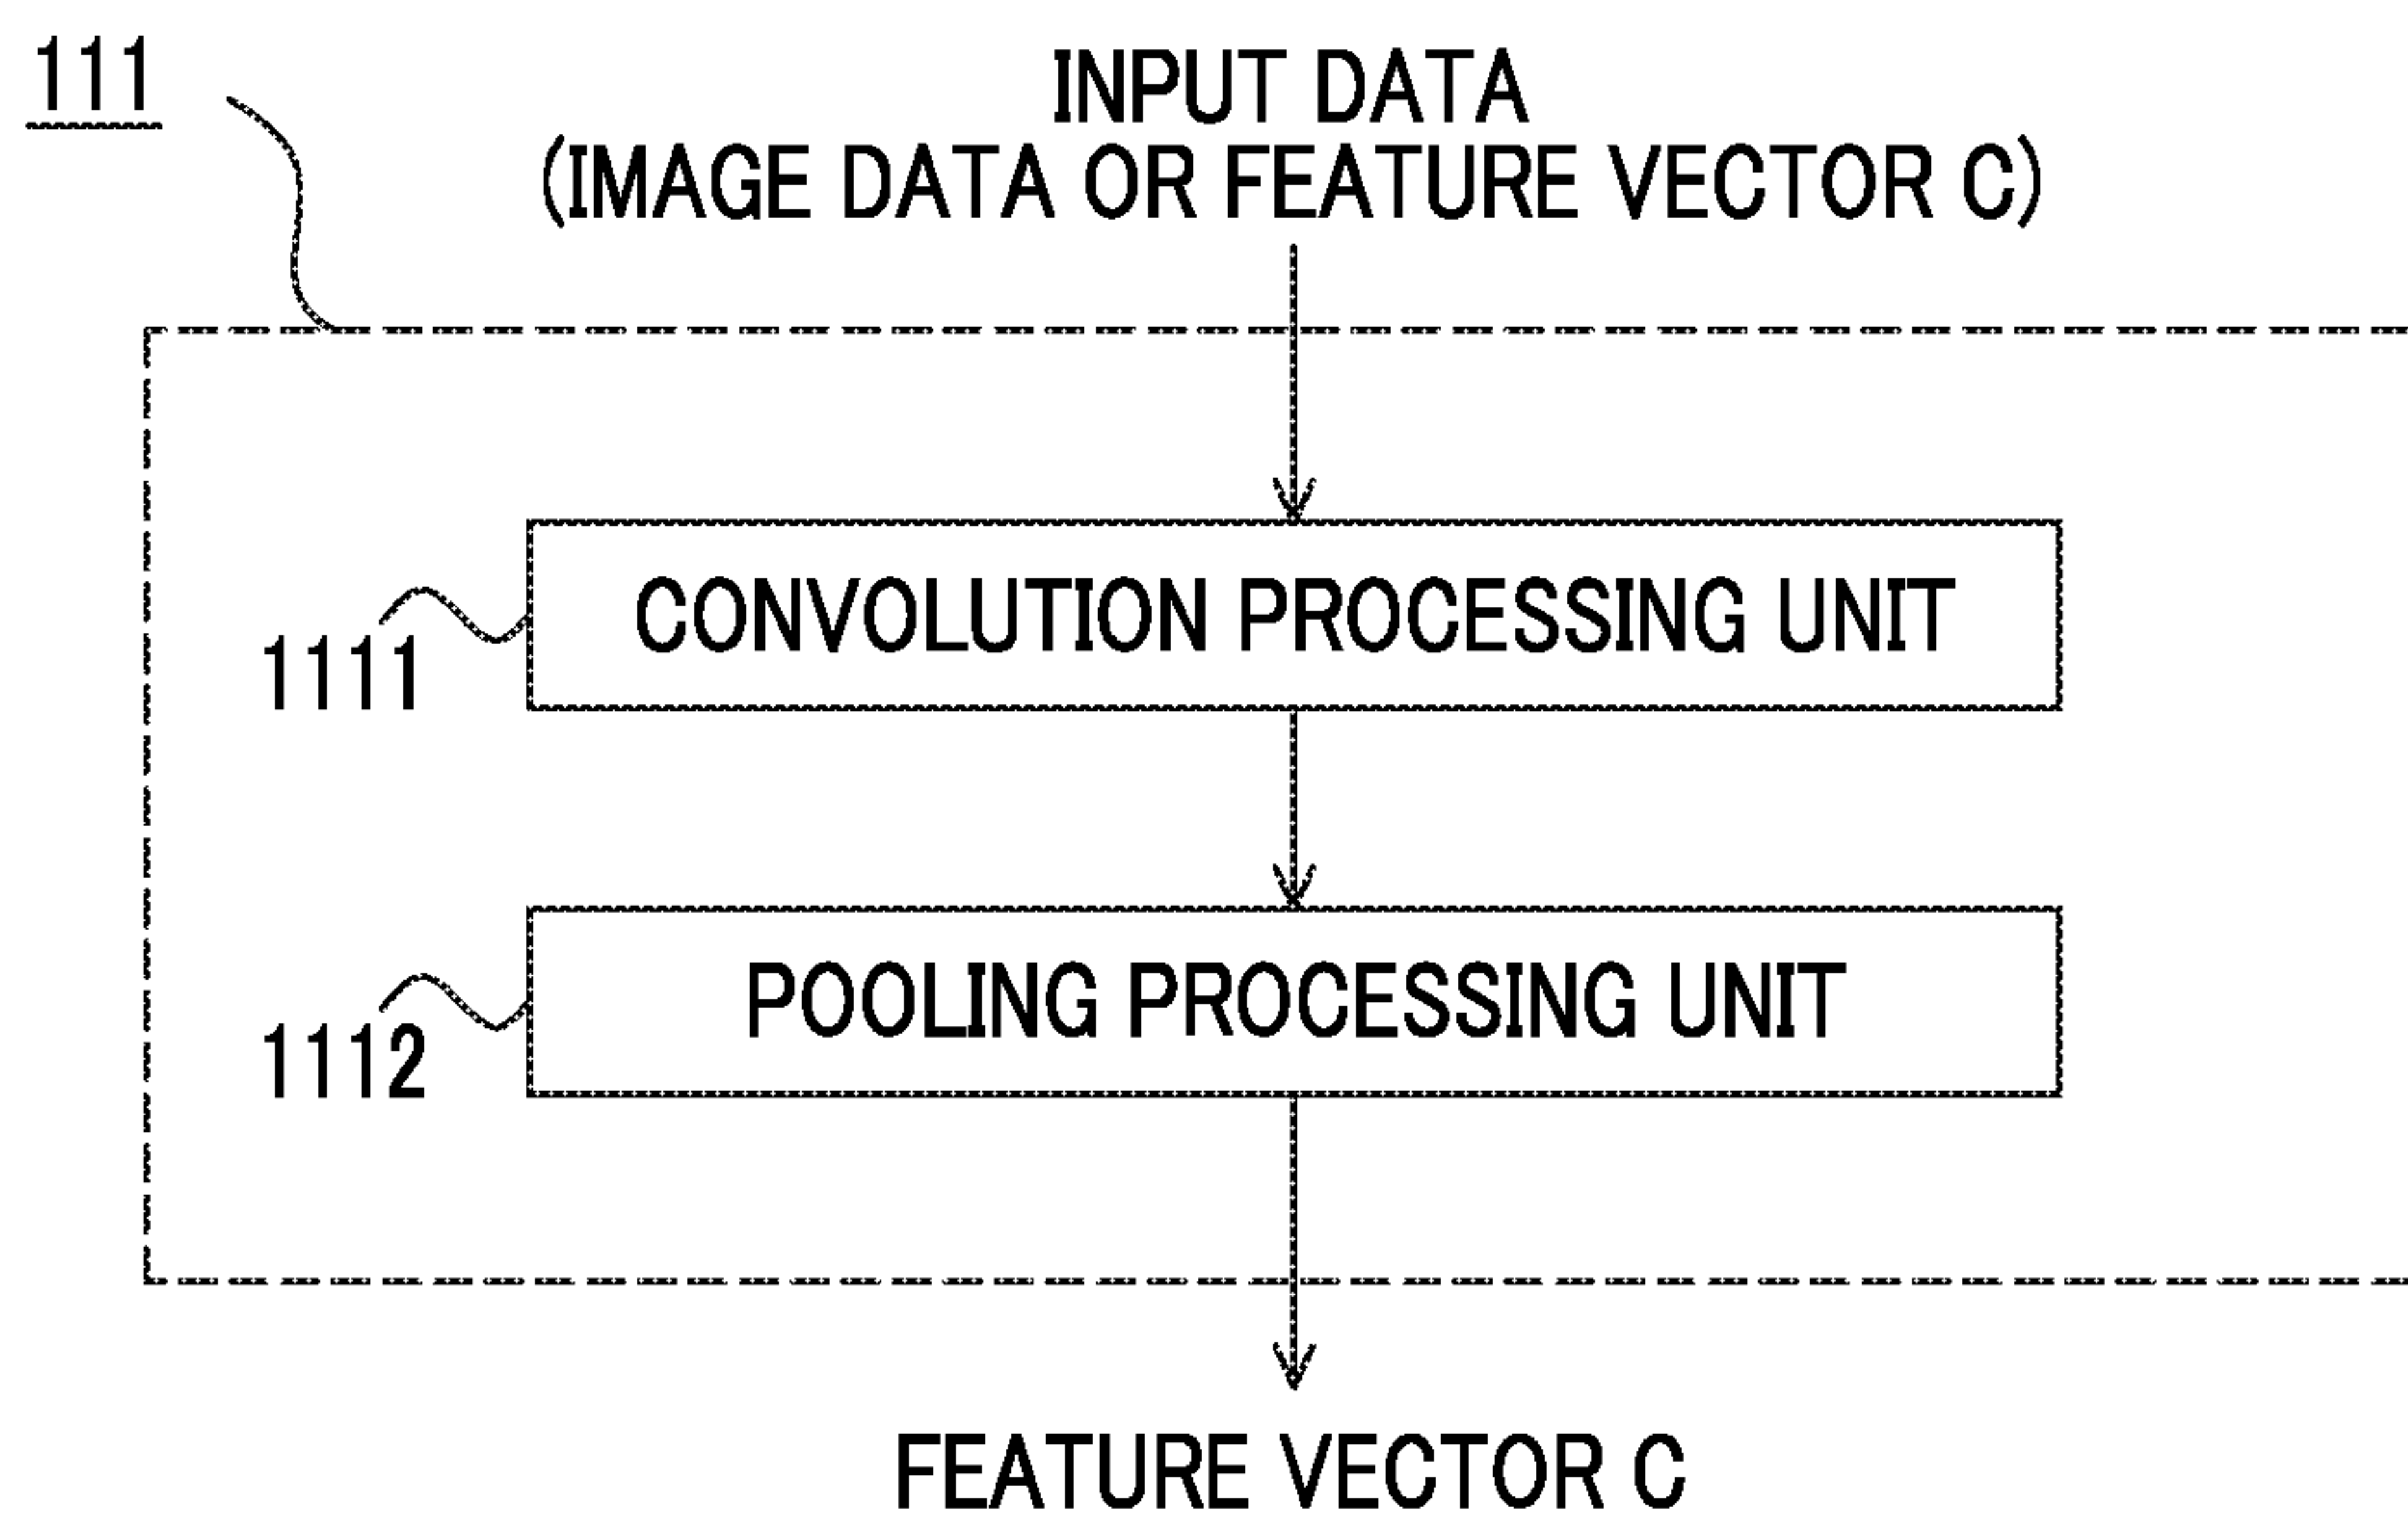 111
INPUT DATA
(IMAGE DATA OR FEATURE VECTOR C)
CONVOLUTION PROCESSING UNIT
1111
POOLING PROCESSING UNIT
1112
FEATURE VECTOR C